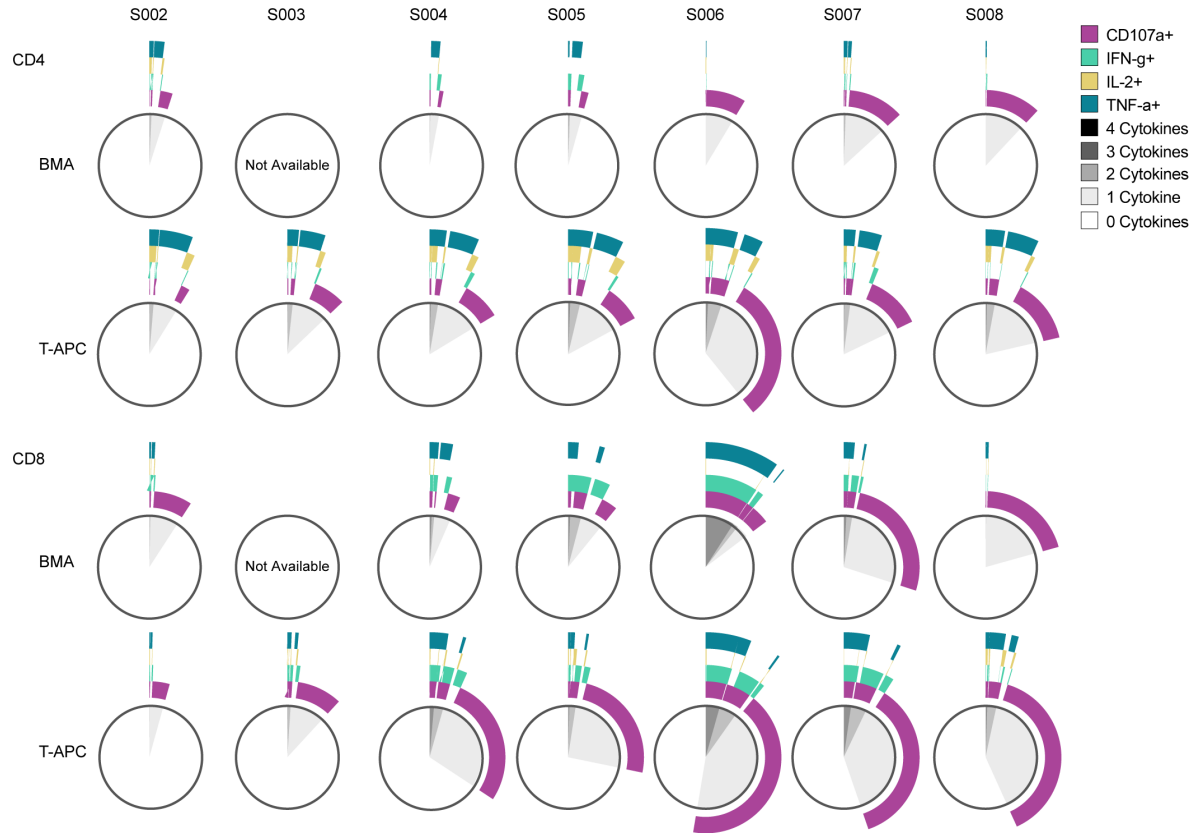 S002 S003 S004 S005 S006 S007 S008
CD107a+
IFN-g+
IL-2+
TNF-a+
4 Cytokines
3 Cytokines
2 Cytokines
1 Cytokine
0 Cytokines
CD4
BMA
Not Available
T-APC
CD8
BMA
Not Available
T-APC